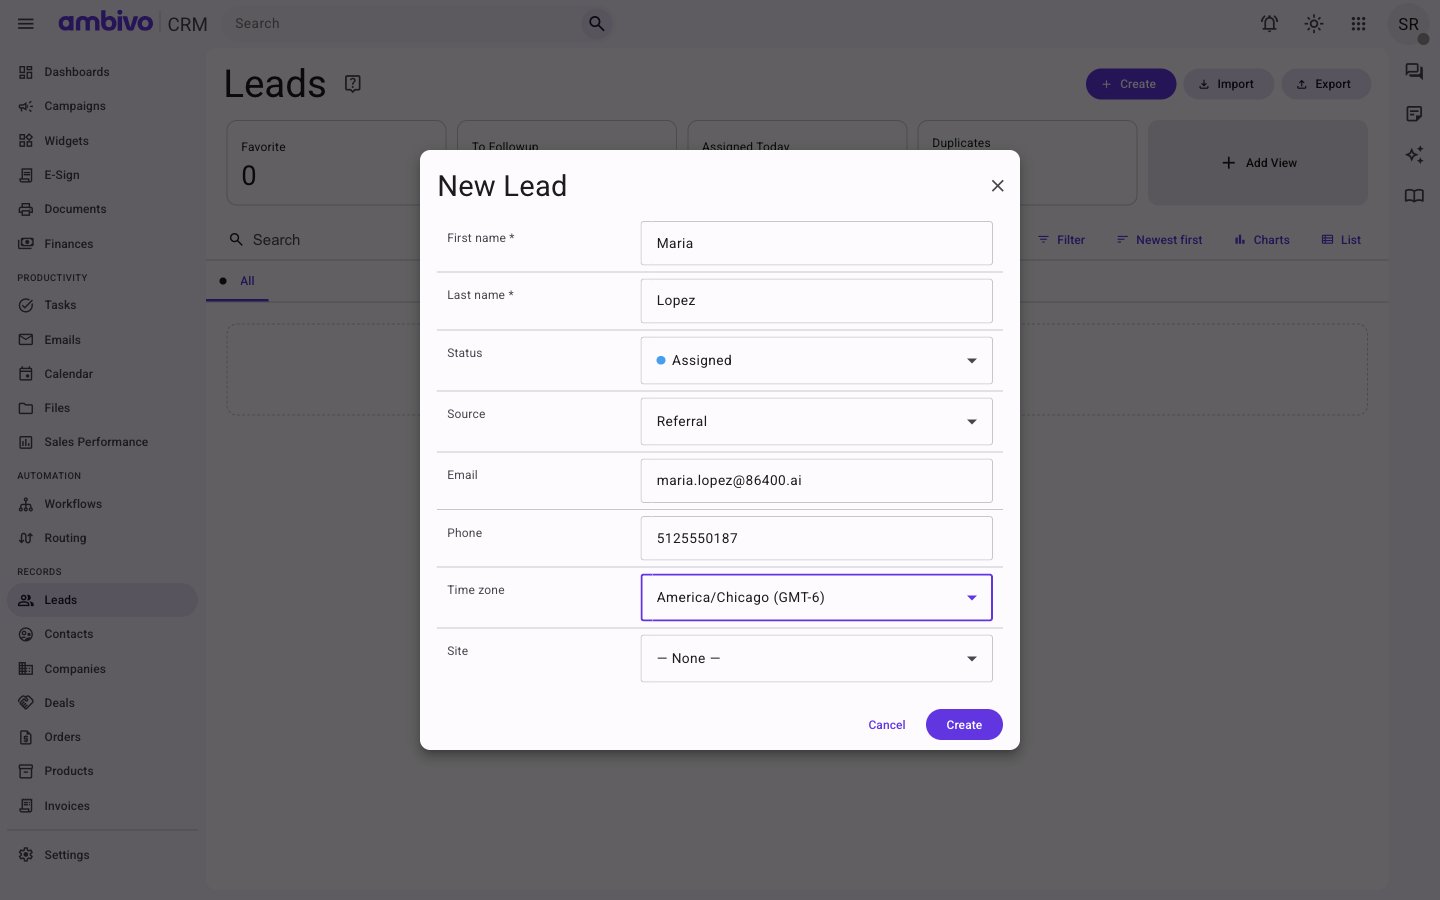 ambivo CRM
Search
SR
Dashboards
Campaigns
Widgets
E-Sign
Documents
Finances
PRODUCTIVITY
Tasks
Emails
Calendar
Files
Sales Performance
AUTOMATION
Workflows
Routing
RECORDS
Leads
Contacts
Companies
Deals
Orders
Products
Invoices
Settings
Leads
Create
Import
Export
Favorite
0
To Followup
Assigned Today
Duplicates
Add View
Search
Filter
Newest first
Charts
List
All
New Lead
First name *
Maria
Last name *
Lopez
Status
Assigned
Source
Referral
Email
maria.lopez@86400.ai
Phone
5125550187
Time zone
America/Chicago (GMT-6)
Site
— None —
Cancel
Create